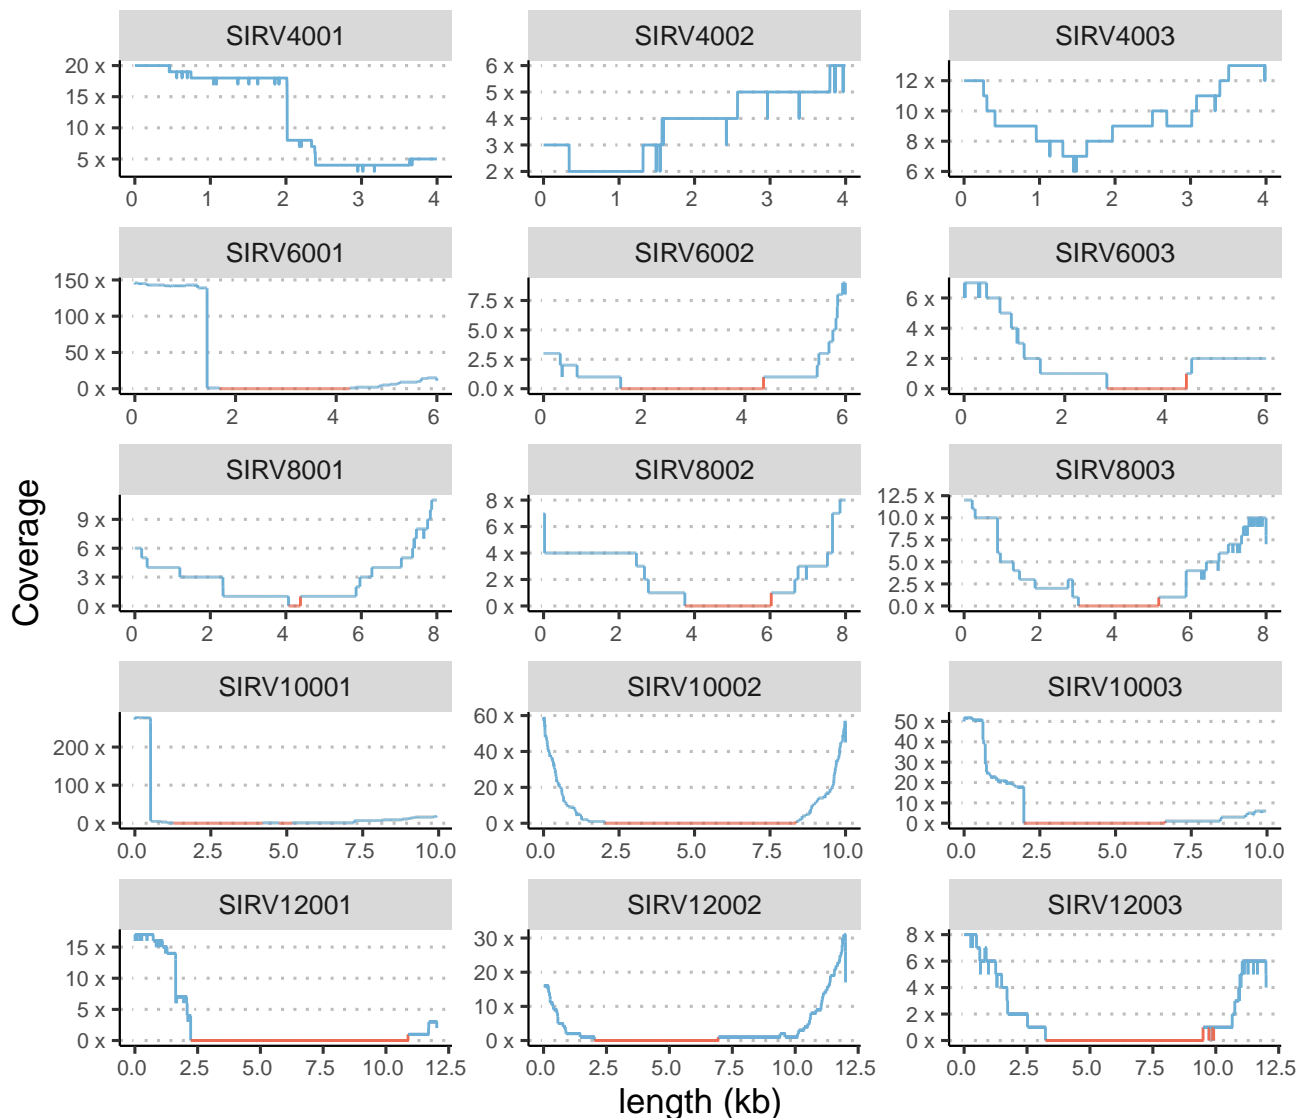 SIRV4001 SIRV4002 SIRV4003
20 x 15 x 10 x 5 x
6 x 5 x 4 x 3 x 2 x
12 x 10 x 8 x 6 x
0 1 2 3 4 0 1 2 3 4 0 1 2 3 4
SIRV6001 SIRV6002 SIRV6003
150 x 100 x 50 x 0 x
7.5 x 5.0 x 2.5 x 0.0 x
6 x 4 x 2 x 0 x
0 2 4 6 0 2 4 6 0 2 4 6
SIRV8001 SIRV8002 SIRV8003
9 x 6 x 3 x 0 x
8 x 6 x 4 x 2 x 0 x
12.5 x 10.0 x 7.5 x 5.0 x 2.5 x 0.0 x
0 2 4 6 8 0 2 4 6 8 0 2 4 6 8
Coverage
SIRV10001 SIRV10002 SIRV10003
200 x 100 x 0 x
60 x 40 x 20 x 0 x
50 x 40 x 30 x 20 x 10 x 0 x
0.0 2.5 5.0 7.5 10.0 0.0 2.5 5.0 7.5 10.0 0.0 2.5 5.0 7.5 10.0
SIRV12001 SIRV12002 SIRV12003
15 x 10 x 5 x 0 x
30 x 20 x 10 x 0 x
8 x 6 x 4 x 2 x 0 x
0.0 2.5 5.0 7.5 10.0 12.5 0.0 2.5 5.0 7.5 10.0 12.5 0.0 2.5 5.0 7.5 10.0 12.5
length (kb)